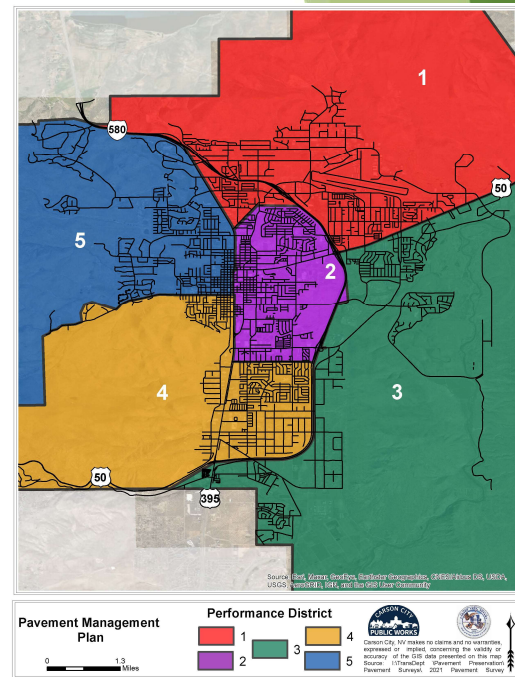 1
580
50
5
2
4
3
50
395
Source: Esri, Maxar, GeoEye, Earthstar Geographics, CNES/Airbus DS, USDA,
USGS, AeroGRID, IGN, and the GIS User Community
Pavement Management
Plan
0 1.3
Miles
Performance District
1
2
3
4
5
CARSON CITY
PUBLIC WORKS
Carson City, NV makes no claims and no warranties,
expressed or implied, concerning the validity or
accuracy of the GIS data presented on this map
Source: I:\TransDept \Pavement Preservation\
Pavement Surveys\ 2021 Pavement Survey